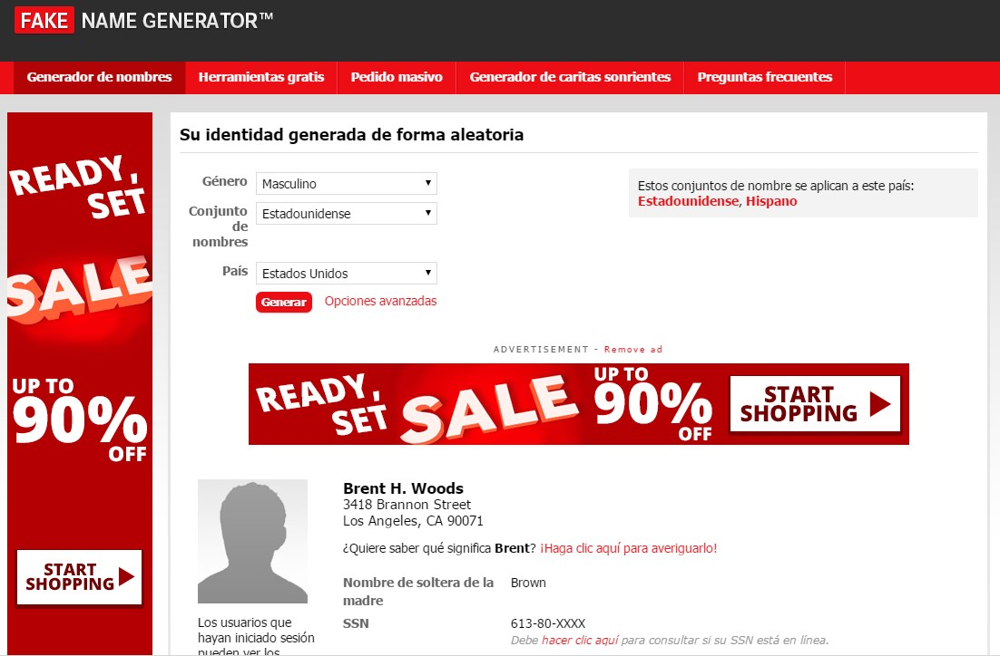 FAKE NAME GENERATOR™
Generador de nombres Herramientas gratis Pedido masivo Generador de caritas sonrientes Preguntas frecuentes
READY,
SET
SALE
UP TO
90%
OFF
START
SHOPPING
Su identidad generada de forma aleatoria
Género Masculino
Conjunto de nombres Estadounidense
País Estados Unidos
Generar Opciones avanzadas
Estos conjuntos de nombre se aplican a este país:
Estadounidense, Hispano
ADVERTISEMENT - Remove ad
READY,
SET
SALE
UP TO
90%
OFF
START
SHOPPING
Brent H. Woods
3418 Brannon Street
Los Angeles, CA 90071
¿Quiere saber qué significa Brent? ¡Haga clic aquí para averiguarlo!
Nombre de soltera de la madre Brown
SSN 613-80-XXXX
Debe hacer clic aquí para consultar si su SSN está en línea.
Los usuarios que
hayan iniciado sesión
pueden ver los